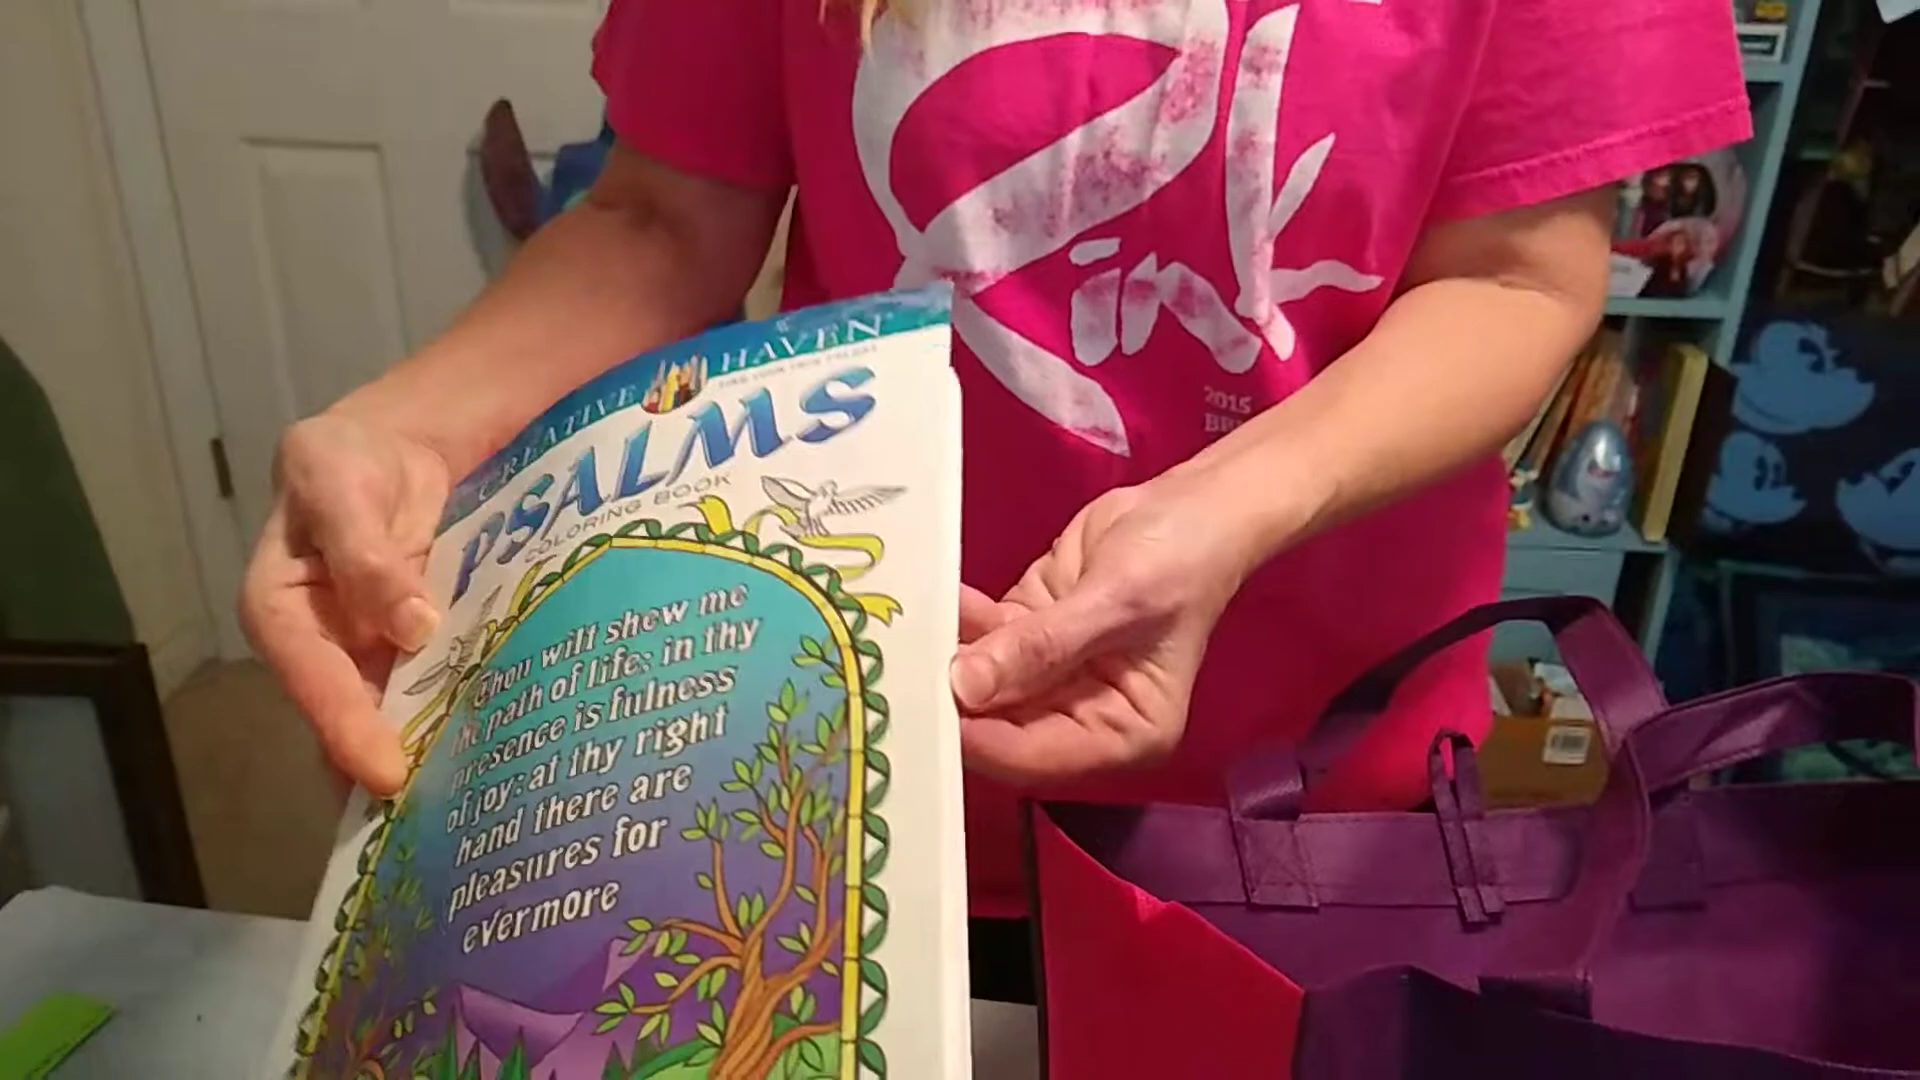 Pink
2015
CREATIVE HAVEN
PSALMS
COLORING BOOK
Thou wilt shew me
the path of life: in thy
presence is fulness
of joy: at thy right
hand there are
pleasures for
evermore